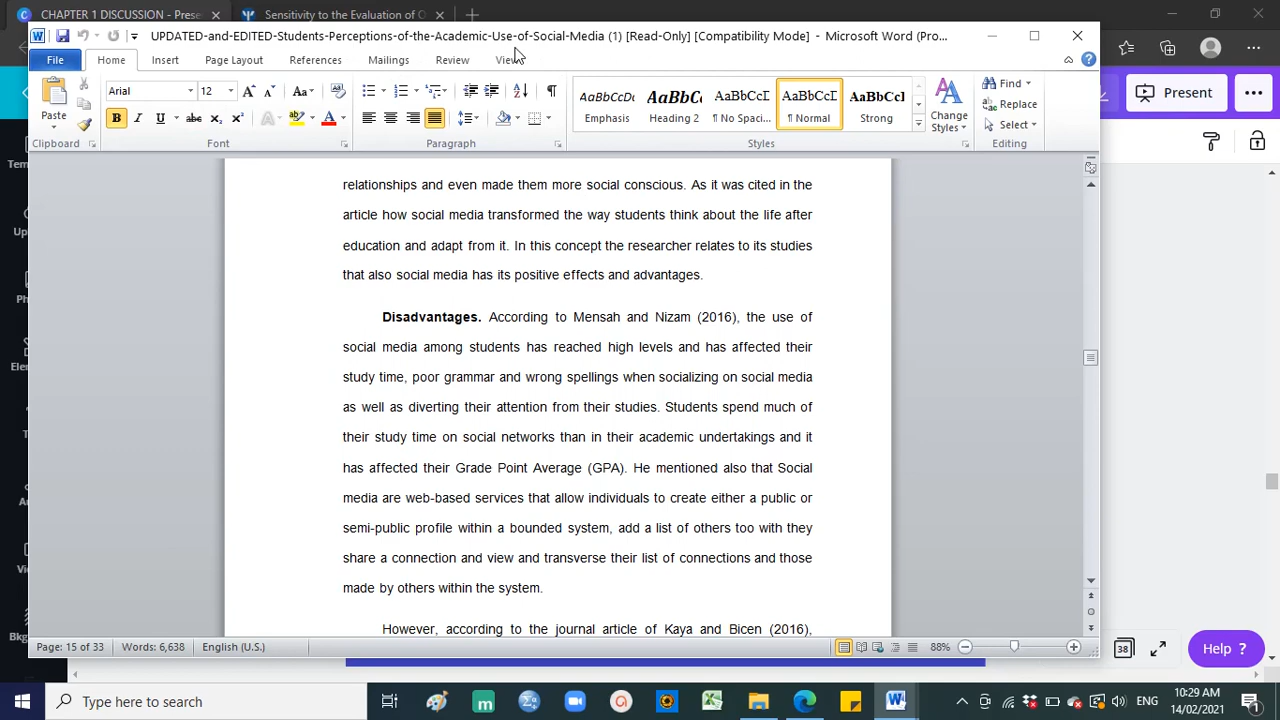 CHAPTER 1 DISCUSSION - Prese
Sensitivity to the Evaluation of
UPDATED-and-EDITED-Students-Perceptions-of-the-Academic-Use-of-Social-Media (1) [Read-Only] [Compatibility Mode] - Microsoft Word (Pro...
File Home Insert Page Layout References Mailings Review View
Arial 12
Paste
Clipboard Font Paragraph Styles Editing
Emphasis Heading 2 ¶ No Spaci... ¶ Normal Strong
Change Styles
Find
Replace
Select
Present
relationships and even made them more social conscious. As it was cited in the
article how social media transformed the way students think about the life after
education and adapt from it. In this concept the researcher relates to its studies
that also social media has its positive effects and advantages.
Disadvantages. According to Mensah and Nizam (2016), the use of
social media among students has reached high levels and has affected their
study time, poor grammar and wrong spellings when socializing on social media
as well as diverting their attention from their studies. Students spend much of
their study time on social networks than in their academic undertakings and it
has affected their Grade Point Average (GPA). He mentioned also that Social
media are web-based services that allow individuals to create either a public or
semi-public profile within a bounded system, add a list of others too with they
share a connection and view and transverse their list of connections and those
made by others within the system.
However, according to the journal article of Kaya and Bicen (2016),
Page: 15 of 33 Words: 6,638 English (U.S.) 88%
38 Help ?
Type here to search
ENG
10:29 AM
14/02/2021